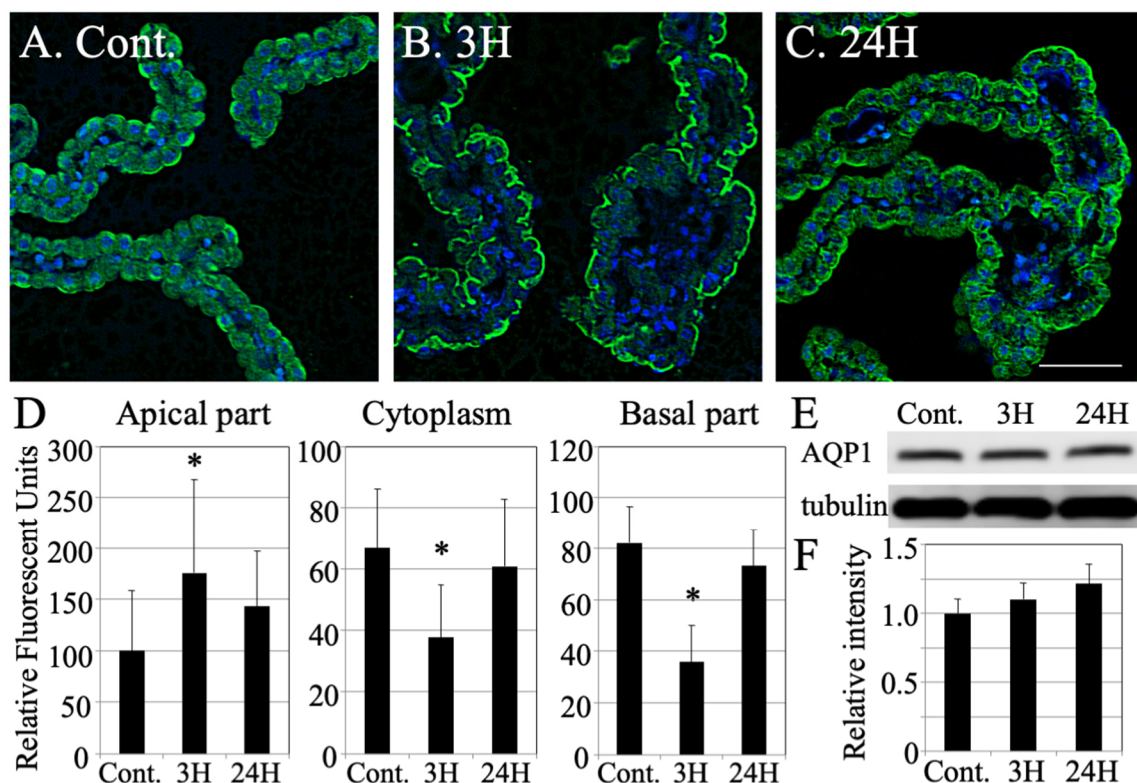 A. Cont.
B. 3H
C. 24H
D
Apical part
Cytoplasm
Basal part
Relative Fluorescent Units
300
250
200
150
100
50
0
*
Cont. 3H 24H
100
80
60
40
20
0
*
Cont. 3H 24H
120
100
80
60
40
20
0
*
Cont. 3H 24H
E
Cont. 3H 24H
AQP1
tubulin
F
Relative intensity
1.5
1.0
0.5
0
Cont. 3H 24H